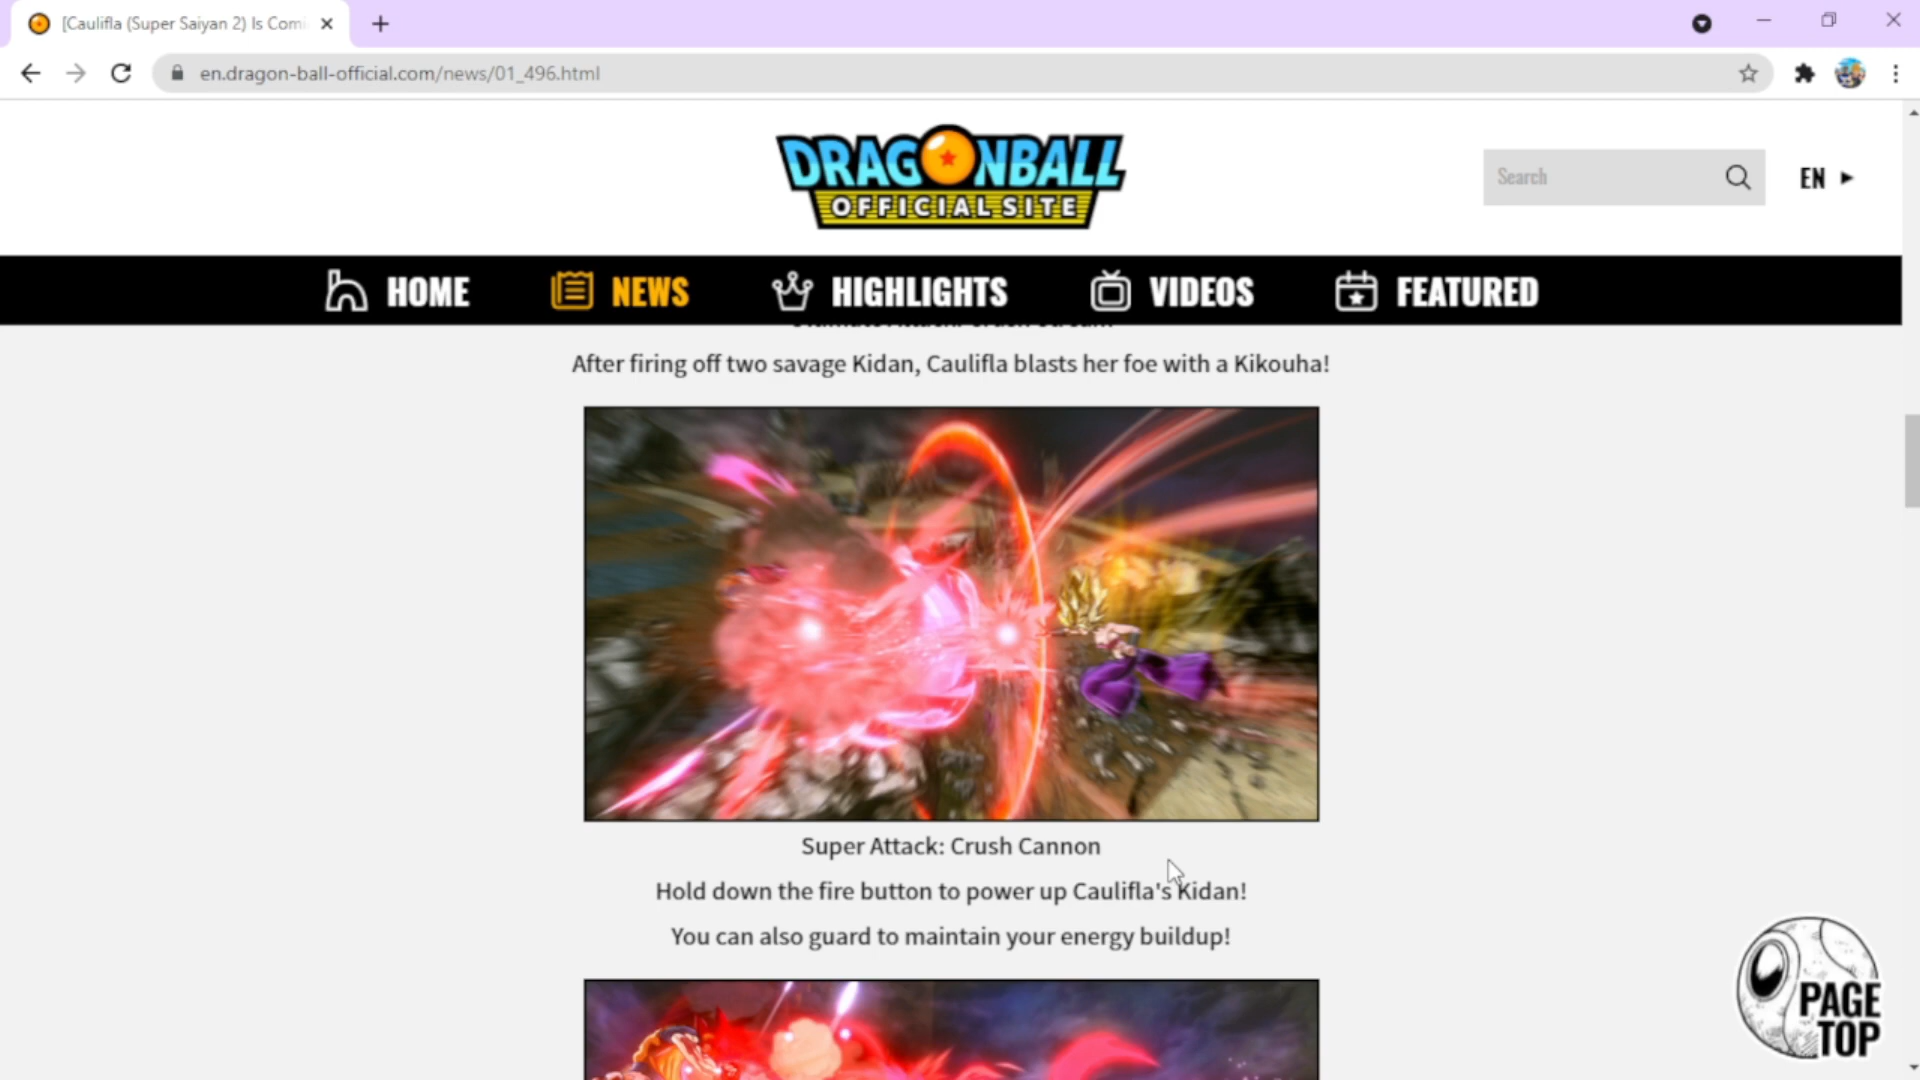 [Caulifla (Super Saiyan 2) Is Comi
en.dragon-ball-official.com/news/01_496.html
DRAGONBALL
OFFICIAL SITE
Search
EN
HOME
NEWS
HIGHLIGHTS
VIDEOS
FEATURED
After firing off two savage Kidan, Caulifla blasts her foe with a Kikouha!
Super Attack: Crush Cannon
Hold down the fire button to power up Caulifla's Kidan!
You can also guard to maintain your energy buildup!
PAGE
TOP